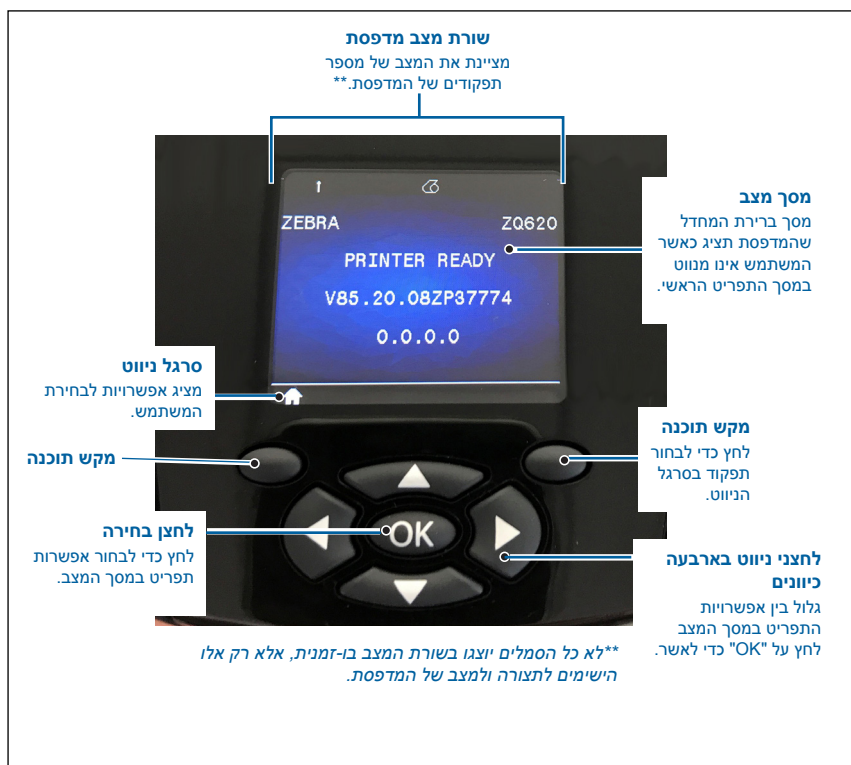 שורת מצב מדפסת
מציינת את המצב של מספר
תפקודים של המדפסת.**
ZEBRA ZQ620
PRINTER READY
V85.20.08ZP37774
0.0.0.0
מסך מצב
מסך ברירת המחדל
שהמדפסת תציג כאשר
המשתמש אינו מנווט
במסך התפריט הראשי.
סרגל ניווט
מציג אפשרויות לבחירת
המשתמש.
מקש תוכנה
לחץ כדי לבחור
תפקוד בסרגל
הניווט.
מקש תוכנה
לחצן בחירה
לחץ כדי לבחור אפשרות
תפריט במסך המצב.
OK
לחצני ניווט בארבעה
כיוונים
גלול בין אפשרויות
התפריט במסך המצב
לחץ על "OK" כדי לאשר.
**לא כל הסמלים יוצגו בשורת המצב בו-זמנית, אלא רק אלו
הישימים לתצורה ולמצב של המדפסת.